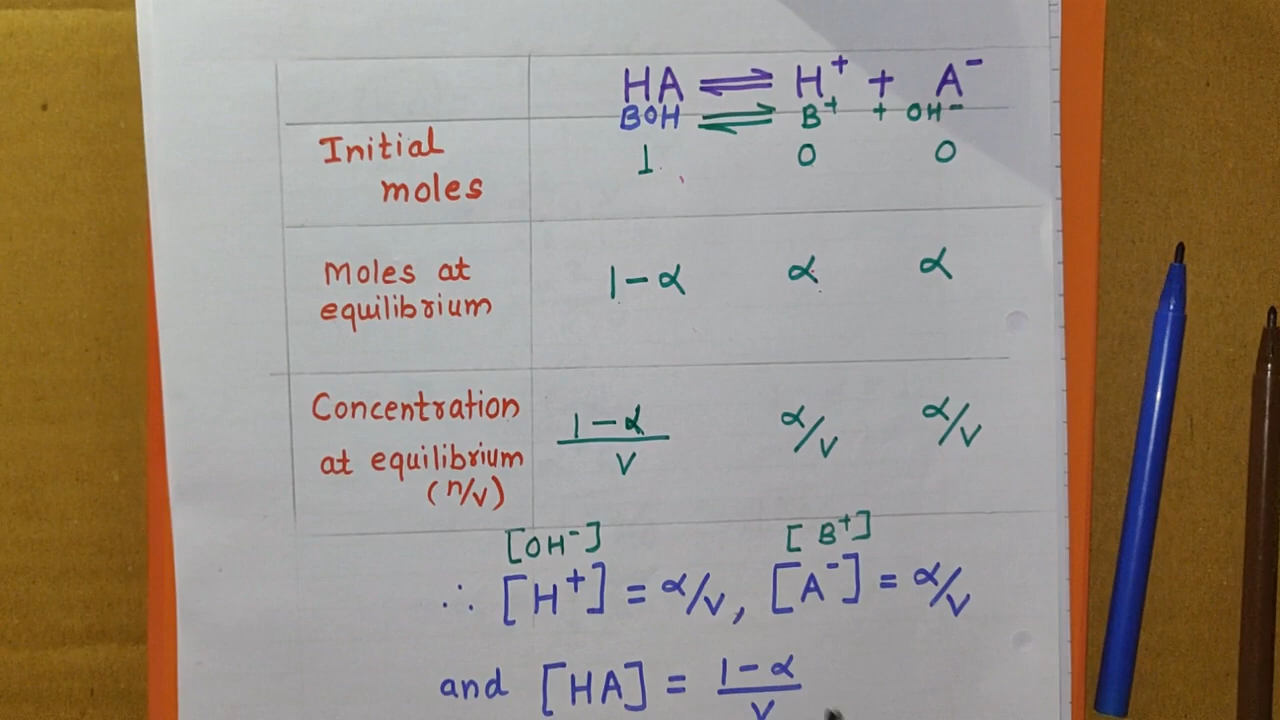 HA ⇌ H⁺ + A⁻
BOH ⇌ B⁺ + OH⁻
Initial moles 1 0 0
Moles at equilibrium 1-α α α
Concentration at equilibrium (n/v) 1-α/V α/V α/V
[OH⁻] [B⁺]
∴ [H⁺] = α/V, [A⁻] = α/V
and [HA] = 1-α/V